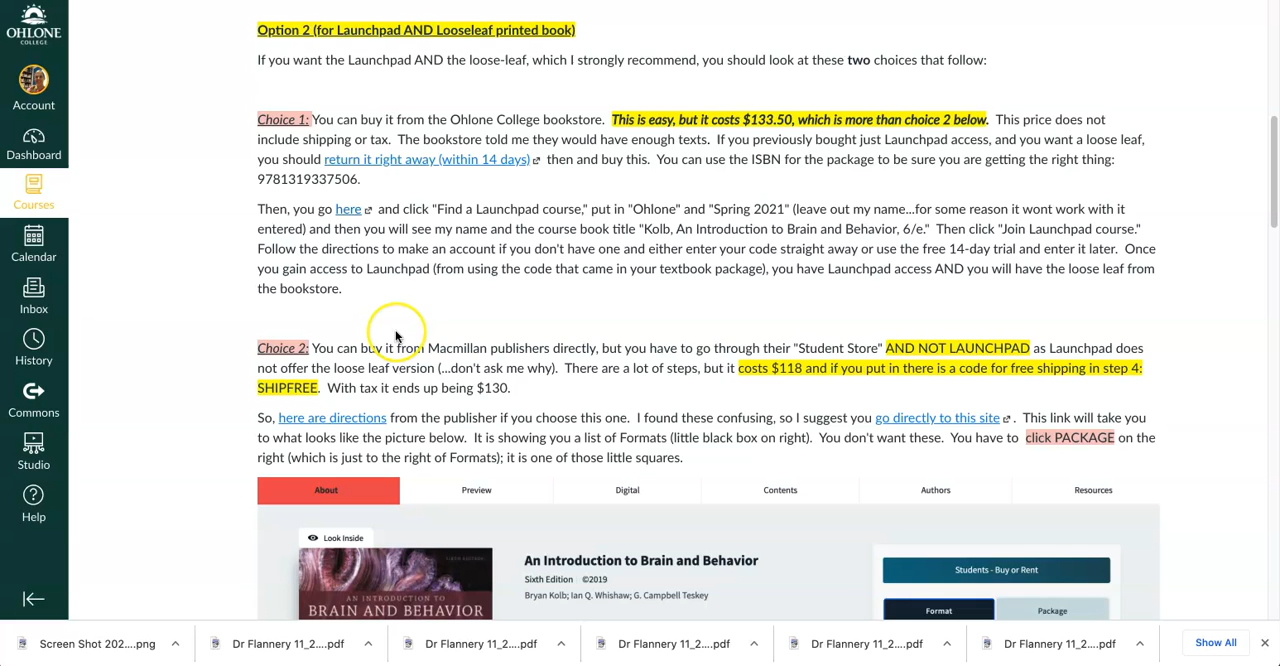 OHLONE
COLLEGE
Account
Dashboard
Courses
Calendar
Inbox
History
Commons
Studio
Help
Option 2 (for Launchpad AND Looseleaf printed book)
If you want the Launchpad AND the loose-leaf, which I strongly recommend, you should look at these two choices that follow:
Choice 1: You can buy it from the Ohlone College bookstore. This is easy, but it costs $133.50, which is more than choice 2 below. This price does not
include shipping or tax. The bookstore told me they would have enough texts. If you previously bought just Launchpad access, and you want a loose leaf,
you should return it right away (within 14 days) then and buy this. You can use the ISBN for the package to be sure you are getting the right thing:
9781319337506.
Then, you go here and click "Find a Launchpad course," put in "Ohlone" and "Spring 2021" (leave out my name...for some reason it wont work with it
entered) and then you will see my name and the course book title "Kolb, An Introduction to Brain and Behavior, 6/e." Then click "Join Launchpad course."
Follow the directions to make an account if you don't have one and either enter your code straight away or use the free 14-day trial and enter it later. Once
you gain access to Launchpad (from using the code that came in your textbook package), you have Launchpad access AND you will have the loose leaf from
the bookstore.
Choice 2: You can buy it from Macmillan publishers directly, but you have to go through their "Student Store" AND NOT LAUNCHPAD as Launchpad does
not offer the loose leaf version (...don't ask me why). There are a lot of steps, but it costs $118 and if you put in there is a code for free shipping in step 4:
SHIPFREE. With tax it ends up being $130.
So, here are directions from the publisher if you choose this one. I found these confusing, so I suggest you go directly to this site . This link will take you
to what looks like the picture below. It is showing you a list of Formats (little black box on right). You don't want these. You have to click PACKAGE on the
right (which is just to the right of Formats); it is one of those little squares.
About Preview Digital Contents Authors Resources
Look Inside
AN INTRODUCTION TO
BRAIN AND BEHAVIOR
An Introduction to Brain and Behavior
Sixth Edition ©2019
Bryan Kolb; Ian Q. Whishaw; G. Campbell Teskey
Students - Buy or Rent
Format Package
Screen Shot 202....png Dr Flannery 11_2....pdf Dr Flannery 11_2....pdf Dr Flannery 11_2....pdf Dr Flannery 11_2....pdf Dr Flannery 11_2....pdf Show All